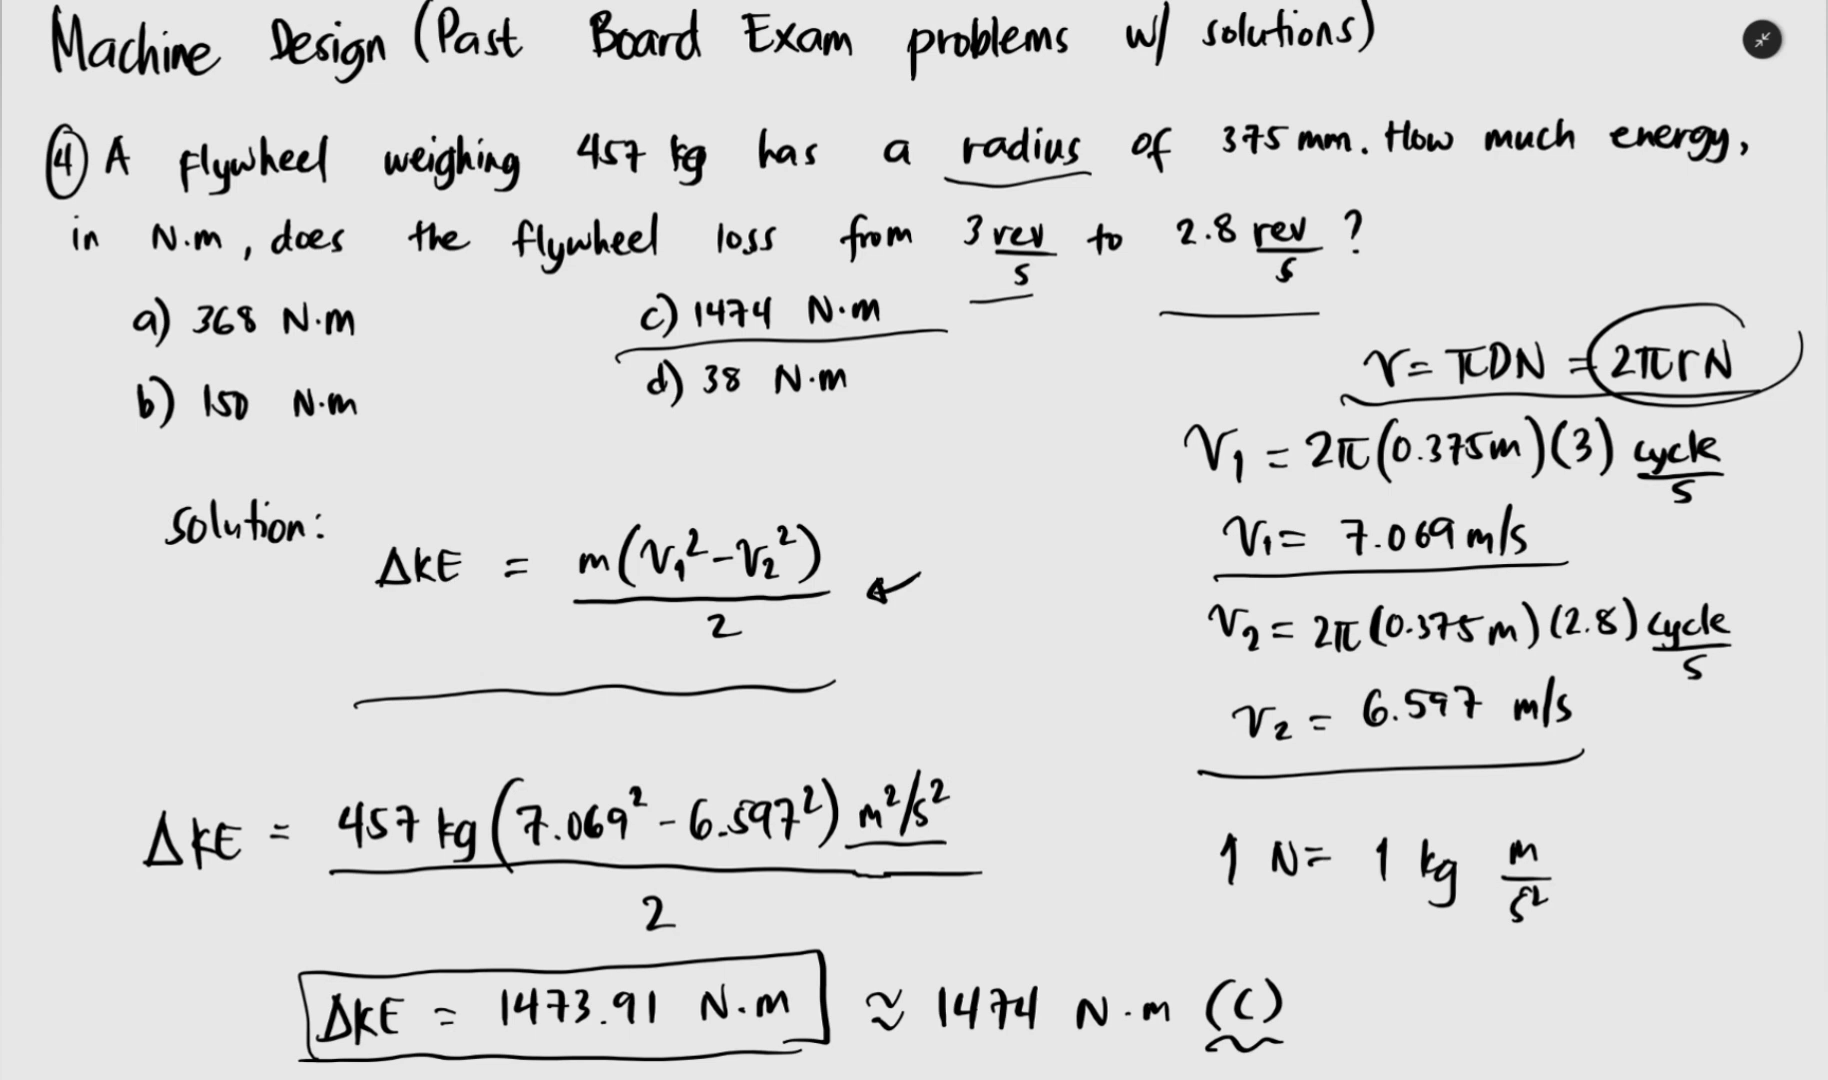 Machine Design (Past Board Exam problems w/ solutions)
④ A flywheel weighing 457 kg has a radius of 375 mm. How much energy,
in N.m, does the flywheel loss from 3 rev/s to 2.8 rev/s ?
a) 368 N·m
c) 1474 N·m
b) 150 N·m
d) 38 N·m
V = πDN = 2πrN
V₁ = 2π(0.375m)(3) cycle/s
V₁ = 7.069 m/s
V₂ = 2π(0.375m)(2.8) cycle/s
V₂ = 6.597 m/s
1 N = 1 kg m/s²
Solution:
ΔKE = m(V₁² - V₂²)/2
ΔKE = 457 kg (7.069² - 6.597²) m²/s² / 2
ΔKE = 1473.91 N.m ≈ 1474 N.m (C)